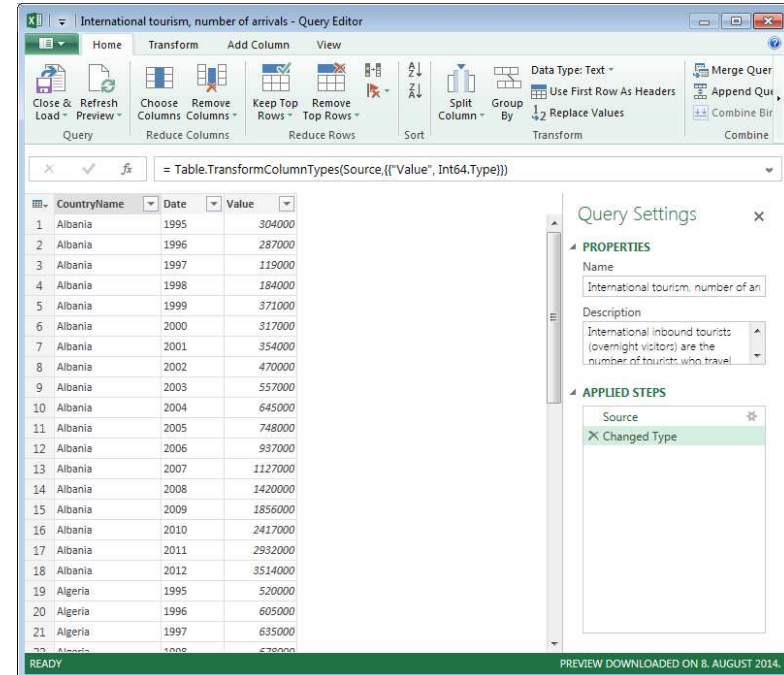 International tourism, number of arrivals - Query Editor
Home Transform Add Column View
Close & Load Refresh Preview Choose Columns Remove Columns Keep Top Rows Remove Top Rows Split Column Group By Data Type: Text Use First Row As Headers Replace Values Merge Quer Append Que Combine Bin
Query Reduce Columns Reduce Rows Sort Transform Combine
fx = Table.TransformColumnTypes(Source,{{"Value", Int64.Type}})
CountryName Date Value
1 Albania 1995 304000
2 Albania 1996 287000
3 Albania 1997 119000
4 Albania 1998 184000
5 Albania 1999 371000
6 Albania 2000 317000
7 Albania 2001 354000
8 Albania 2002 470000
9 Albania 2003 557000
10 Albania 2004 645000
11 Albania 2005 748000
12 Albania 2006 937000
13 Albania 2007 1127000
14 Albania 2008 1420000
15 Albania 2009 1856000
16 Albania 2010 2417000
17 Albania 2011 2932000
18 Albania 2012 3514000
19 Algeria 1995 520000
20 Algeria 1996 605000
21 Algeria 1997 635000
22 Algeria 1998 678000
Query Settings
PROPERTIES
Name
International tourism, number of arri
Description
International inbound tourists
(overnight visitors) are the
number of tourists who travel
APPLIED STEPS
Source
Changed Type
READY
PREVIEW DOWNLOADED ON 8. AUGUST 2014.